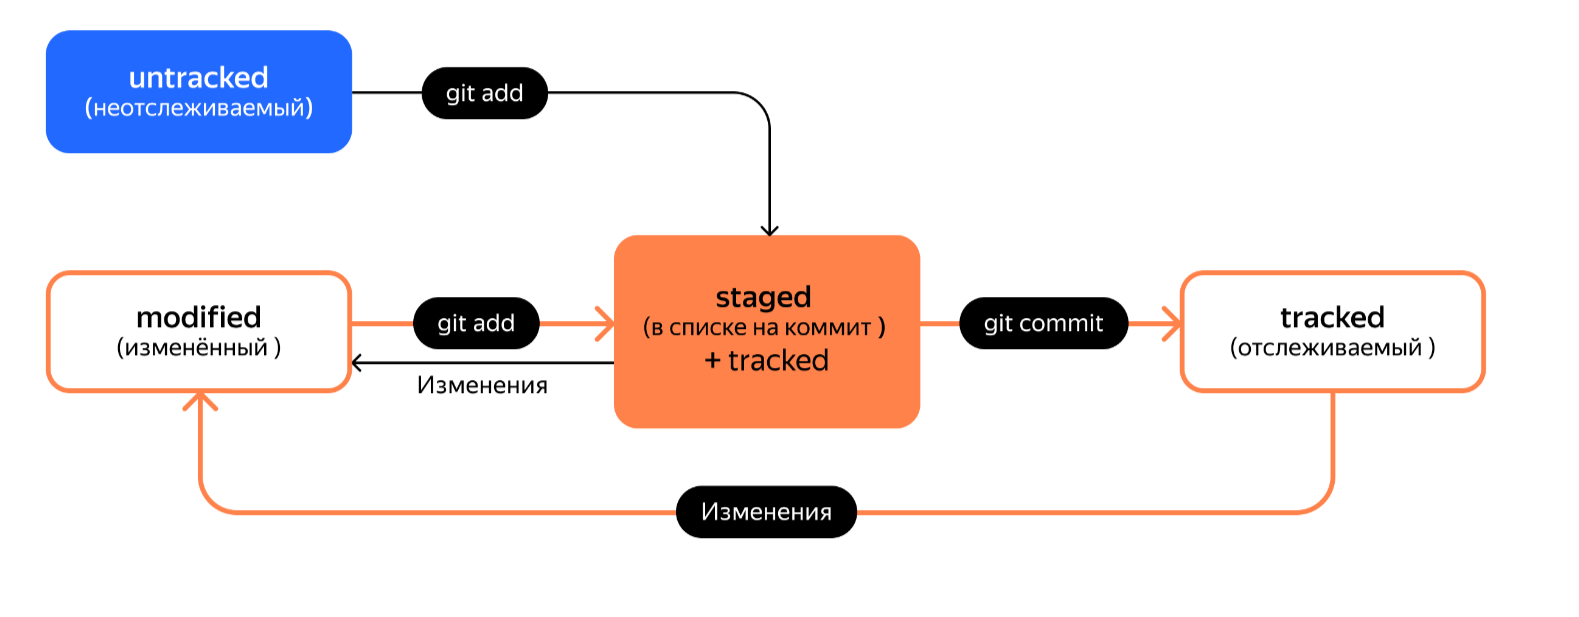 untracked
(неотслеживаемый)
git add
modified
(изменённый )
git add
Изменения
staged
(в списке на коммит )
+ tracked
git commit
tracked
(отслеживаемый )
Изменения